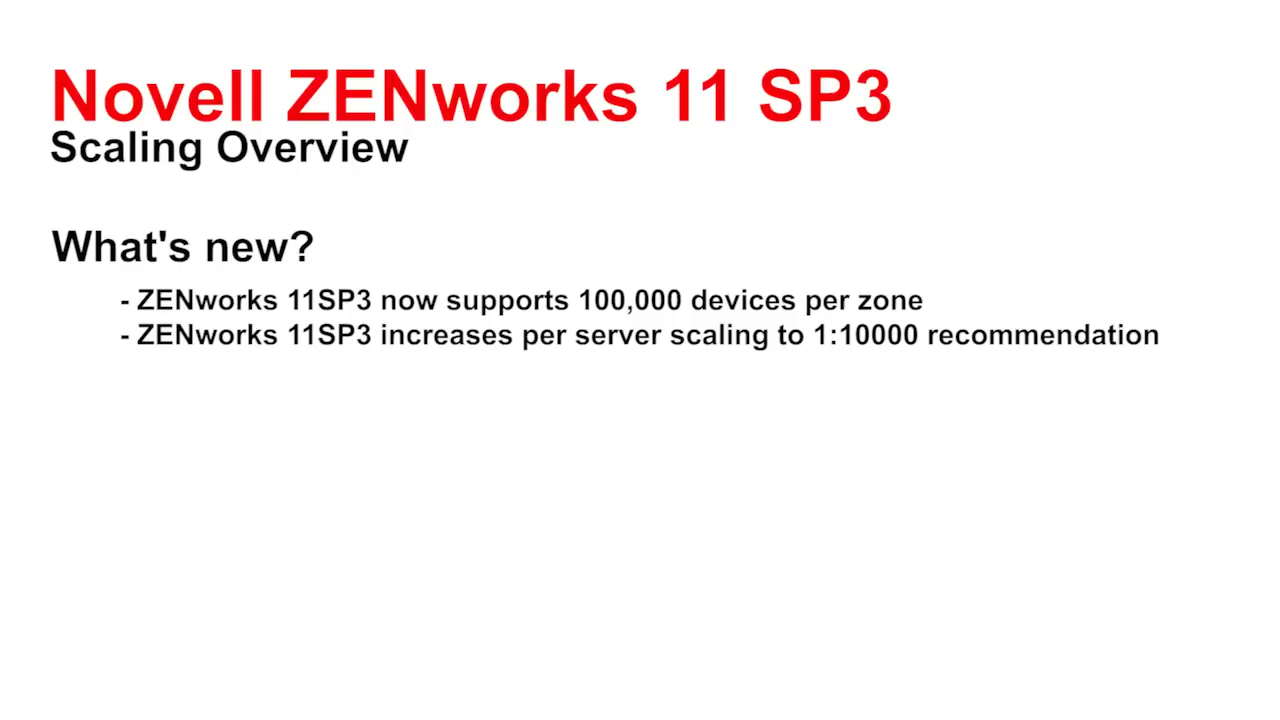 Novell ZENworks 11 SP3
Scaling Overview
What's new?
- ZENworks 11SP3 now supports 100,000 devices per zone
- ZENworks 11SP3 increases per server scaling to 1:10000 recommendation